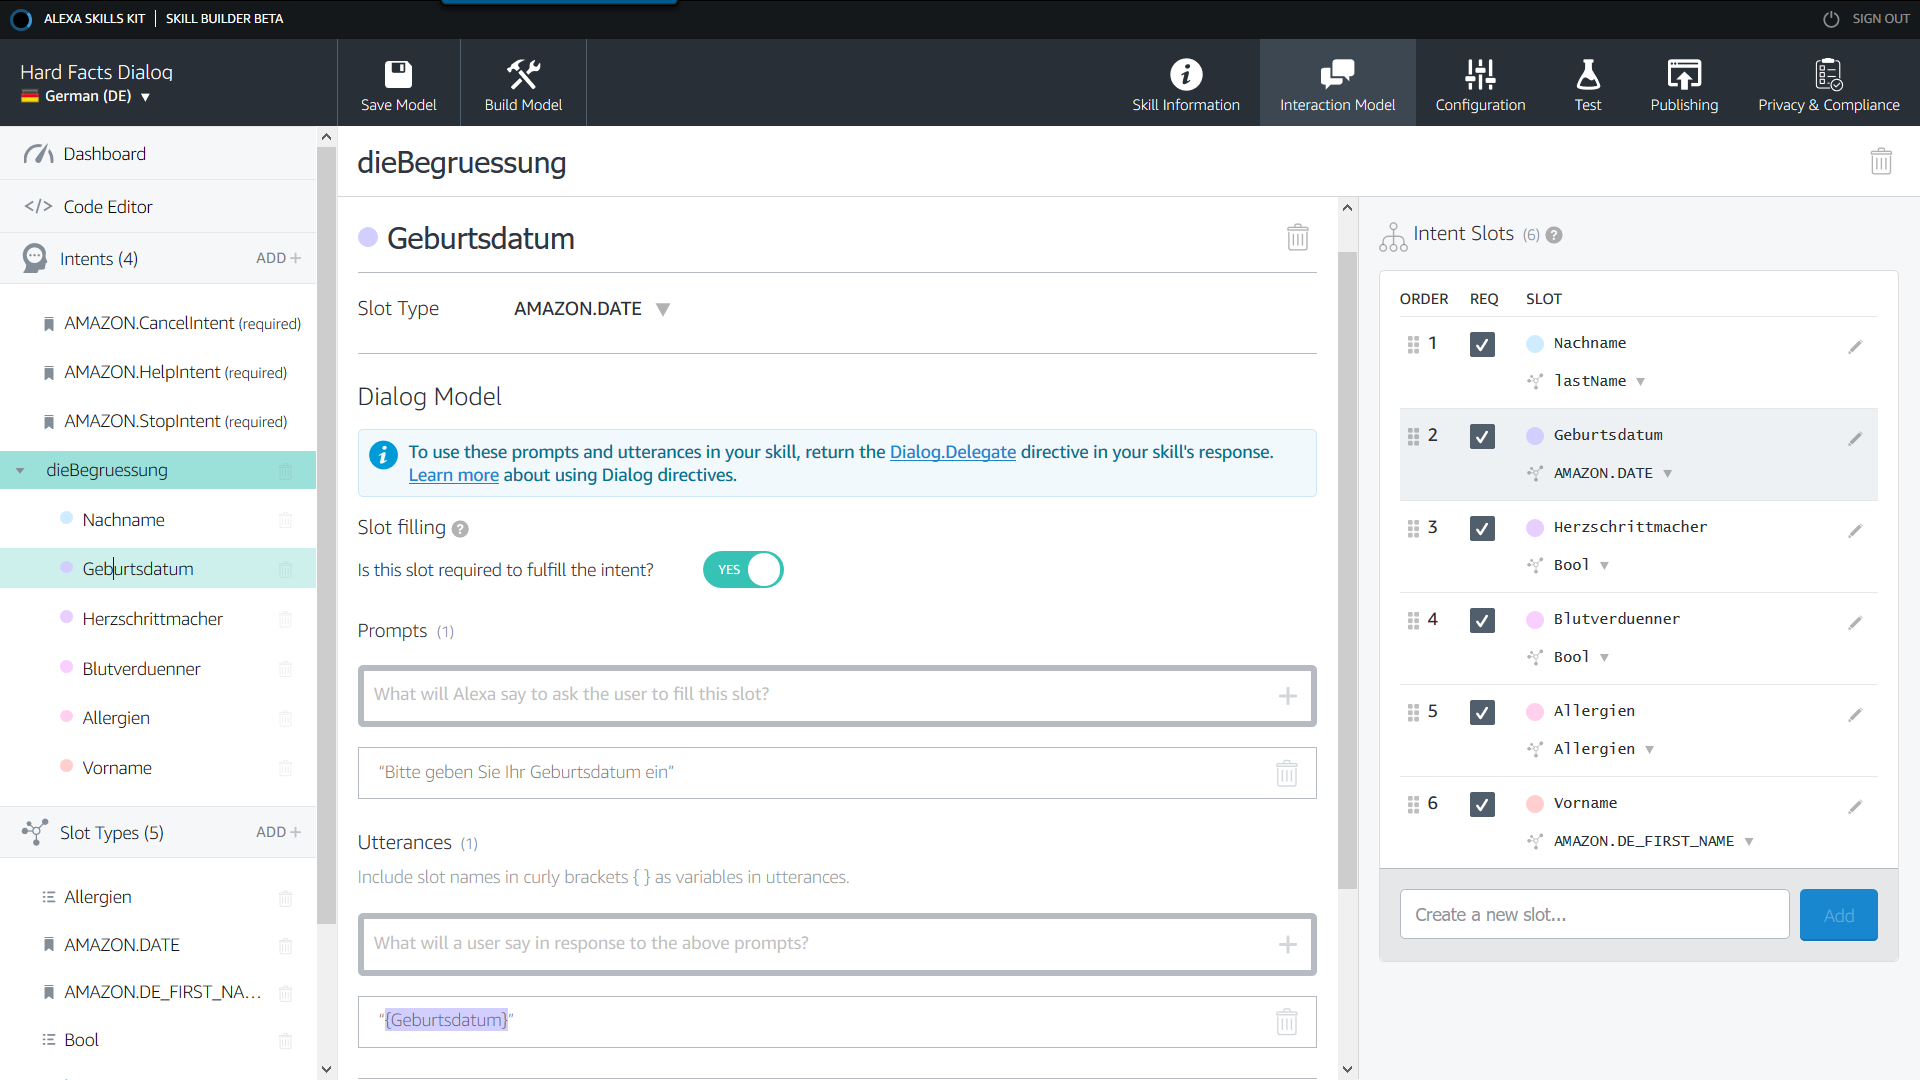 ALEXA SKILLS KIT | SKILL BUILDER BETA
SIGN OUT
Hard Facts Dialog
German (DE) ▼
Save Model
Build Model
Skill Information
Interaction Model
Configuration
Test
Publishing
Privacy & Compliance
Dashboard
</> Code Editor
Intents (4) ADD +
AMAZON.CancelIntent (required)
AMAZON.HelpIntent (required)
AMAZON.StopIntent (required)
dieBegruessung
Nachname
Geburtsdatum
Herzschrittmacher
Blutverduenner
Allergien
Vorname
Slot Types (5) ADD +
Allergien
AMAZON.DATE
AMAZON.DE_FIRST_NA...
Bool
dieBegruessung
Geburtsdatum
Slot Type AMAZON.DATE ▼
Dialog Model
To use these prompts and utterances in your skill, return the Dialog.Delegate directive in your skill's response.
Learn more about using Dialog directives.
Slot filling ?
Is this slot required to fulfill the intent? YES
Prompts (1)
What will Alexa say to ask the user to fill this slot? +
“Bitte geben Sie Ihr Geburtsdatum ein”
Utterances (1)
Include slot names in curly brackets { } as variables in utterances.
What will a user say in response to the above prompts? +
“{Geburtsdatum}”
Intent Slots (6) ?
ORDER REQ SLOT
1 Nachname
lastName ▼
2 Geburtsdatum
AMAZON.DATE ▼
3 Herzschrittmacher
Bool ▼
4 Blutverduenner
Bool ▼
5 Allergien
Allergien ▼
6 Vorname
AMAZON.DE_FIRST_NAME ▼
Create a new slot...
Add